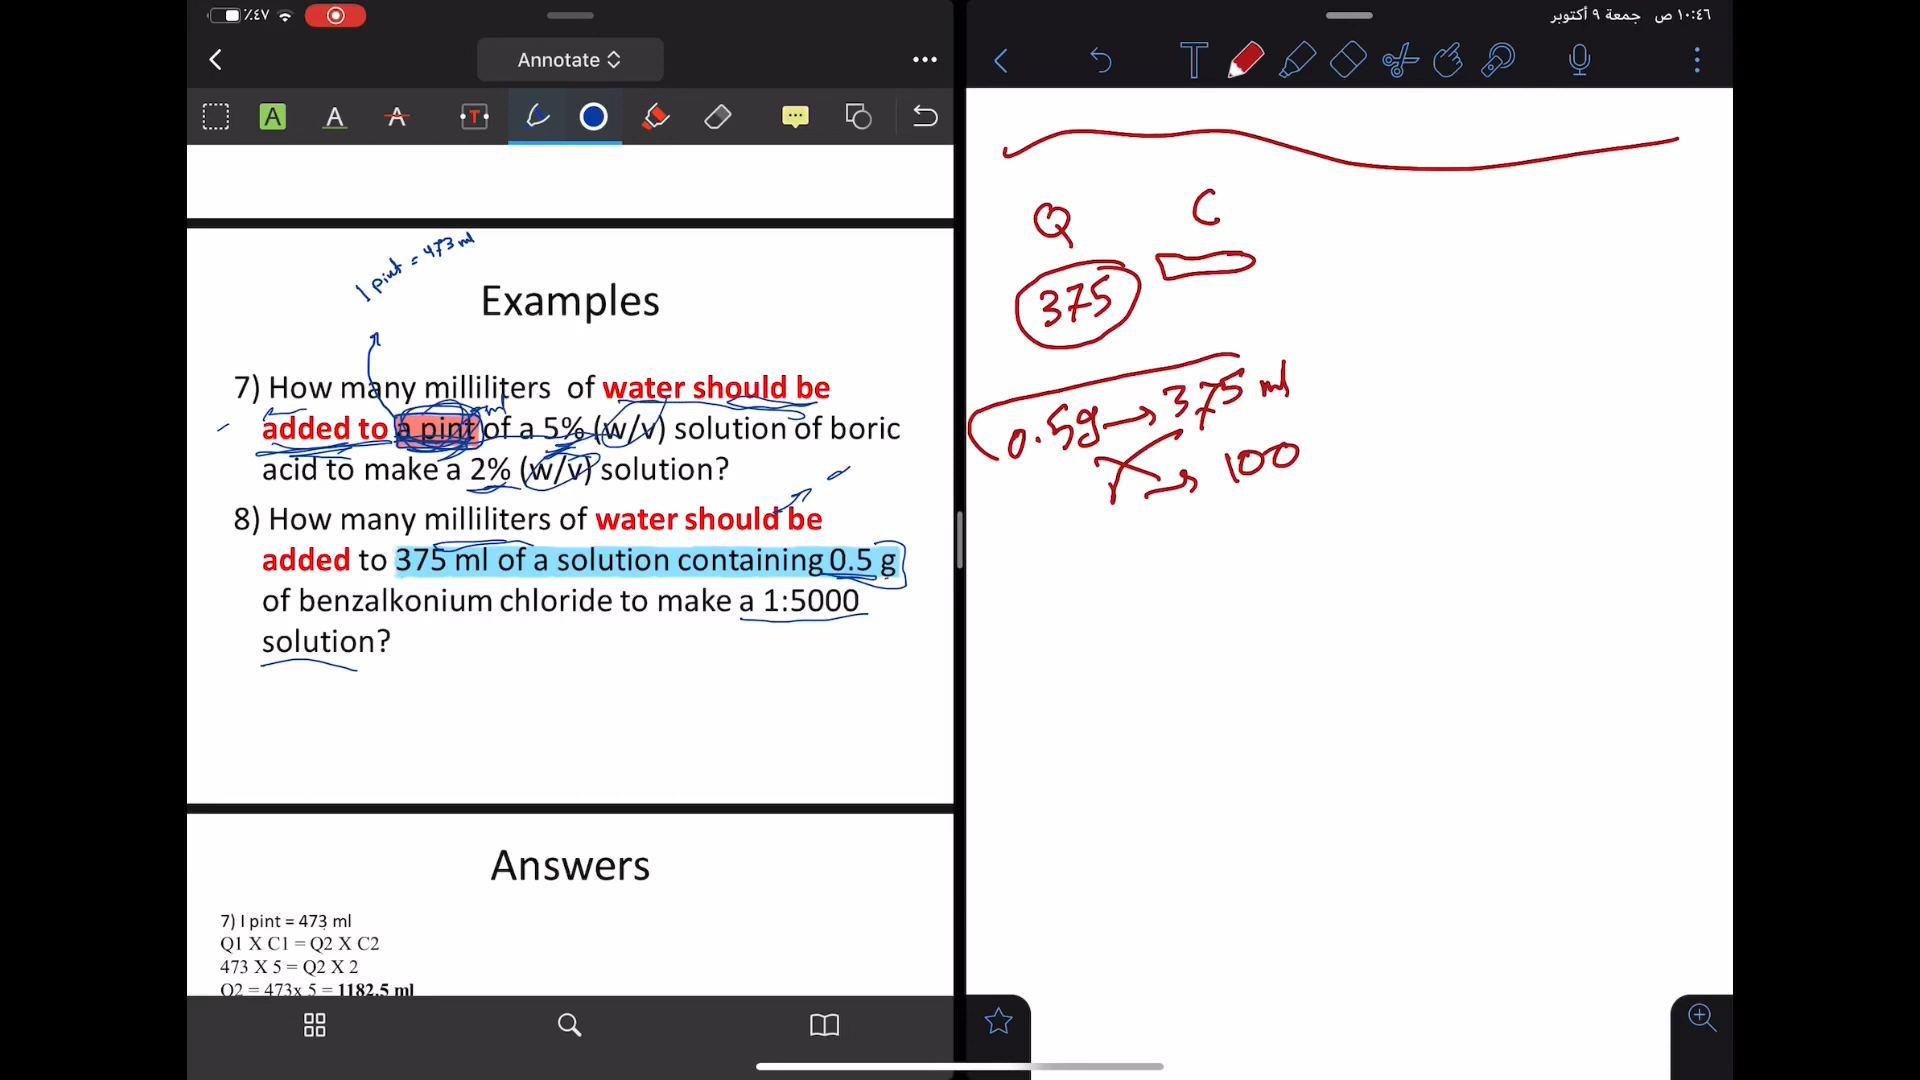 ٪٤٧
Annotate
١٠:٤٦ ص جمعة ٩ أكتوبر
1 pint = 473 ml
Examples
7) How many milliliters of water should be
added to a pint of a 5% (w/v) solution of boric
acid to make a 2% (w/v) solution?
8) How many milliliters of water should be
added to 375 ml of a solution containing 0.5 g
of benzalkonium chloride to make a 1:5000
solution?
Answers
7) I pint = 473 ml
Q1 X C1 = Q2 X C2
473 X 5 = Q2 X 2
Q2 = 473x 5 = 1182.5 ml
Q C
375
0.5g → 375 ml
X → 100